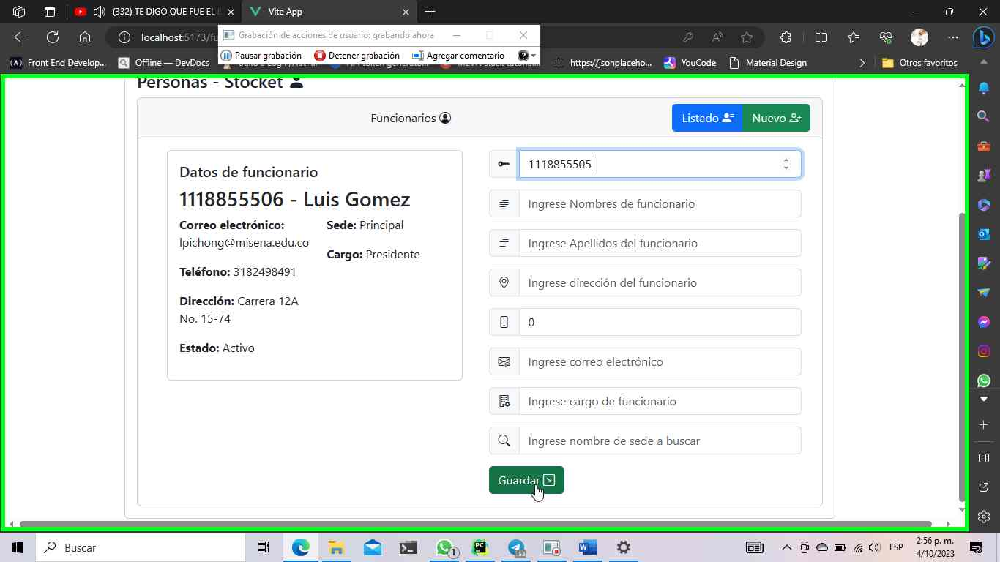 (332) TE DIGO QUE FUE EL
Vite App
localhost:5173/fu
Grabación de acciones de usuario: grabando ahora
Pausar grabación
Detener grabación
Agregar comentario
Front End Develop...
Offline — DevDocs
https://jsonplaceho...
YouCode
Material Design
Otros favoritos
Personas - Stocket
Funcionarios
Listado
Nuevo
Datos de funcionario
1118855506 - Luis Gomez
Correo electrónico:
lpichong@misena.edu.co
Teléfono: 3182498491
Dirección: Carrera 12A
No. 15-74
Estado: Activo
Sede: Principal
Cargo: Presidente
1118855505
Ingrese Nombres de funcionario
Ingrese Apellidos del funcionario
Ingrese dirección del funcionario
0
Ingrese correo electrónico
Ingrese cargo de funcionario
Ingrese nombre de sede a buscar
Guardar
Buscar
1
ESP
2:56 p. m.
4/10/2023